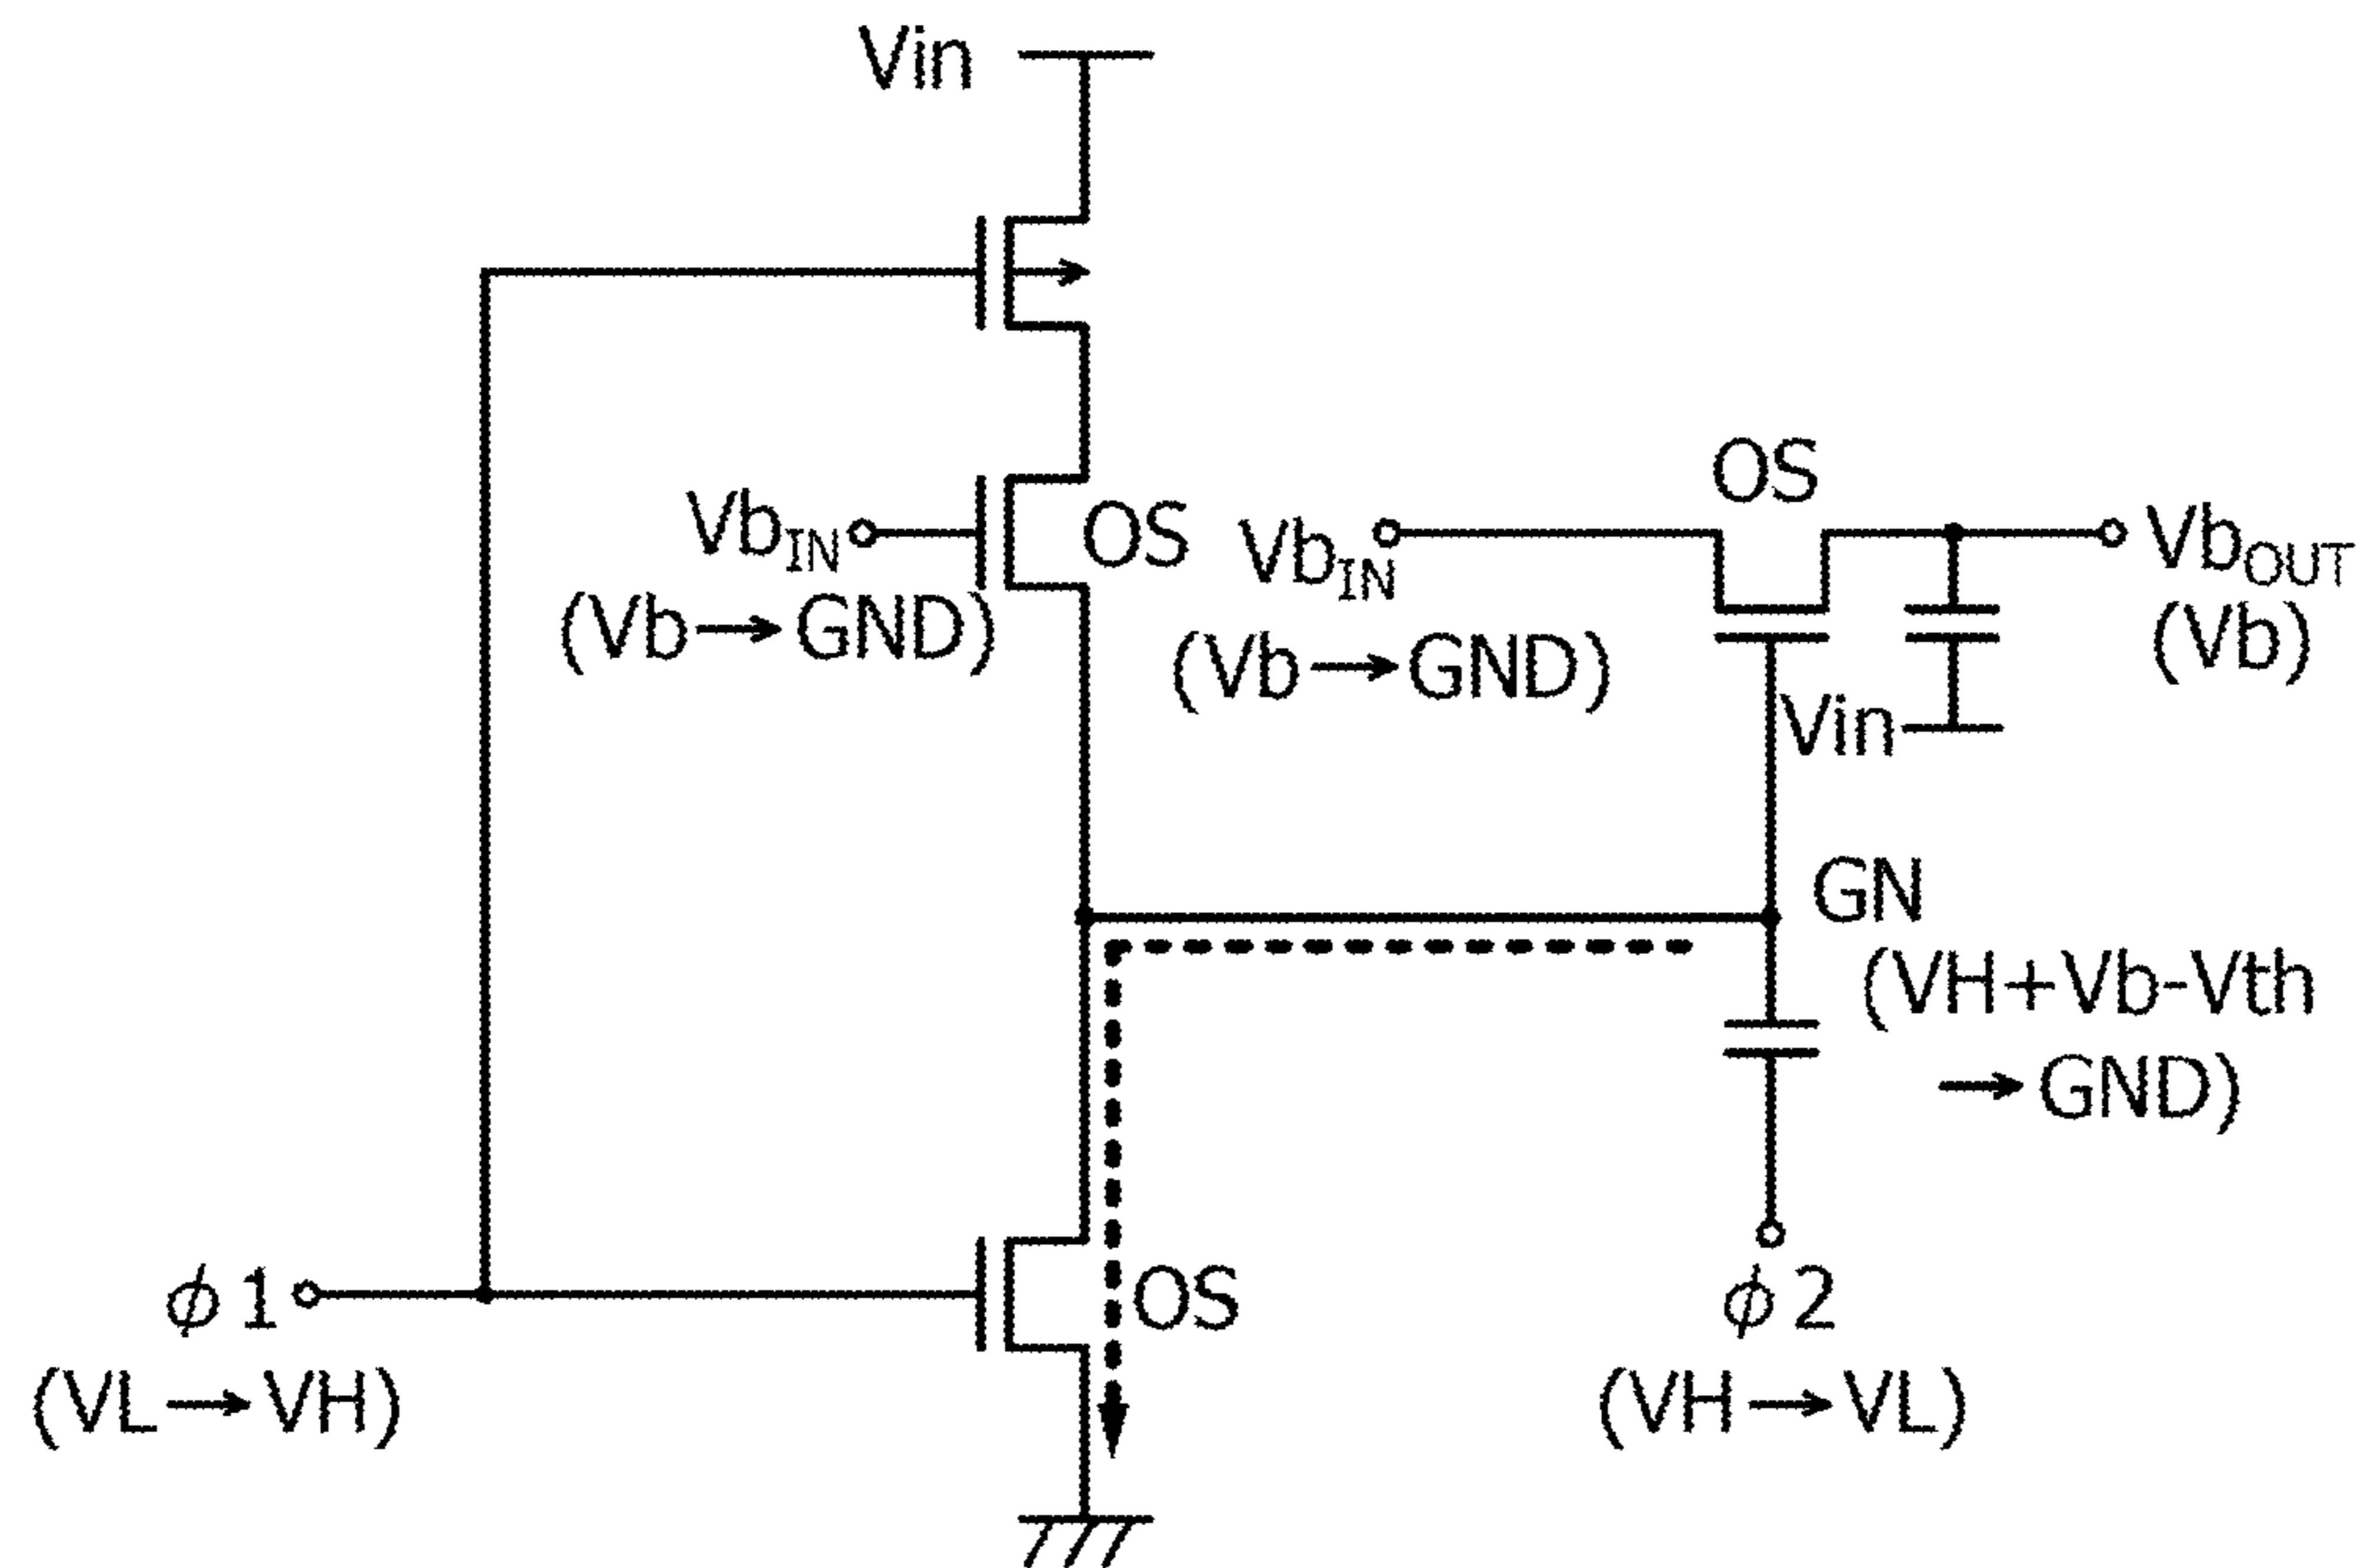 Vin
OS
VbIN
(Vb→GND)
OS
VbIN
(Vb→GND)
VbOUT
(Vb)
Vin
GN
(VH+Vb-Vth
→GND)
φ1
(VL→VH)
OS
φ2
(VH→VL)